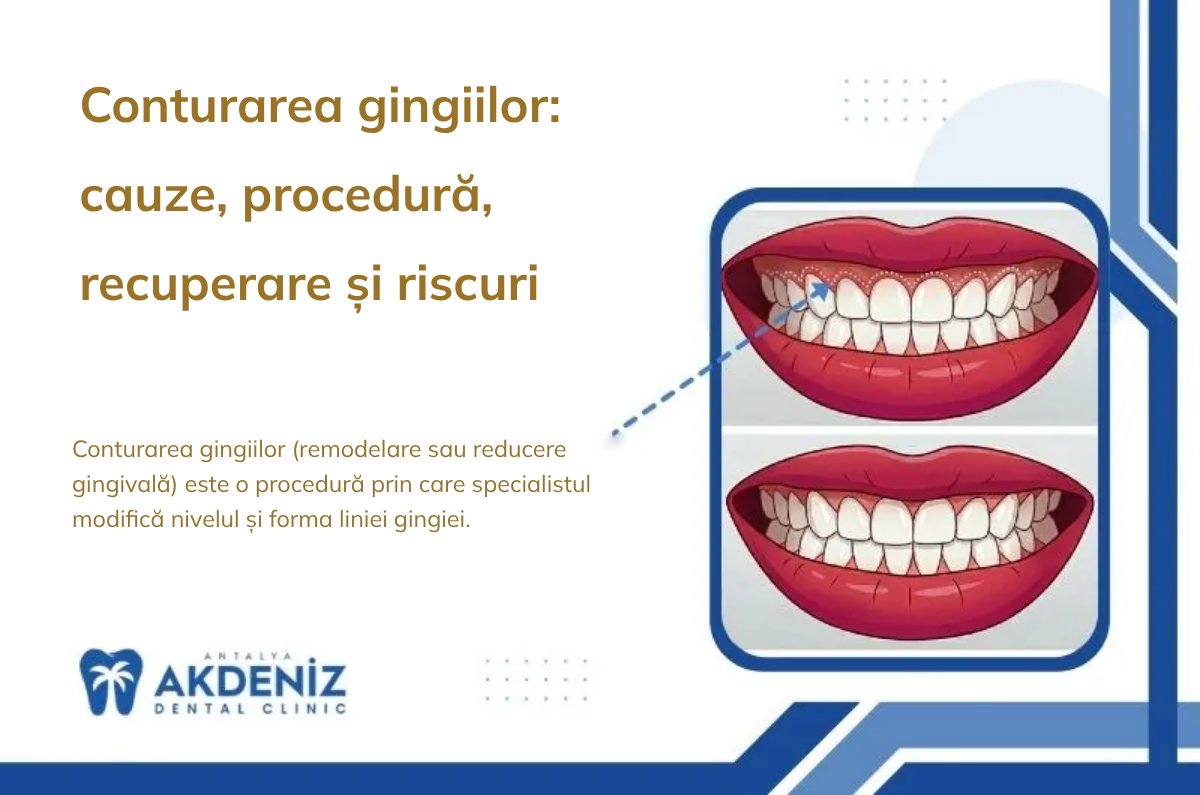 Conturarea gingiilor:
cauze, procedură,
recuperare și riscuri
Conturarea gingiilor (remodelare sau reducere
gingivală) este o procedură prin care specialistul
modifică nivelul și forma liniei gingiei.
ANTALYA
AKDENİZ
DENTAL CLINIC